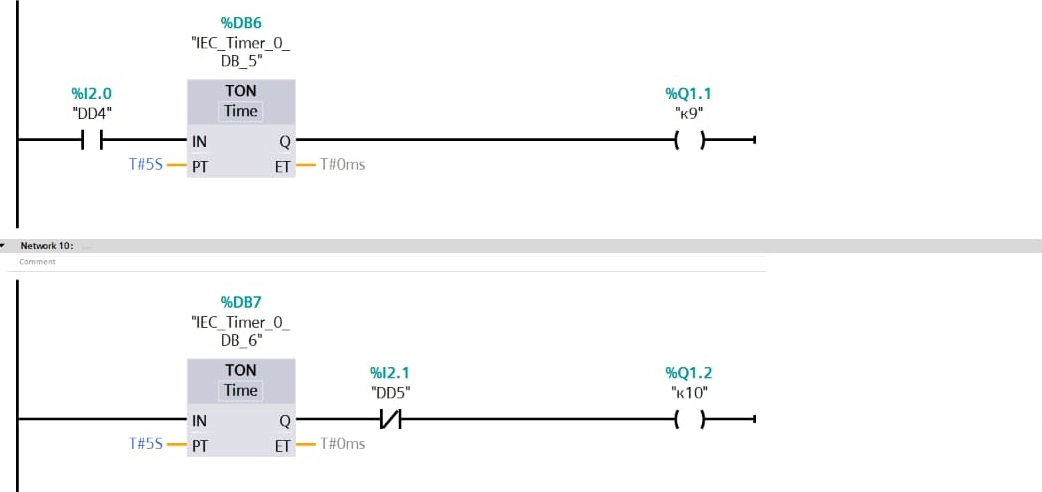 %DB6
"IEC_Timer_0_
DB_5"
%I2.0
"DD4"
TON
Time
%Q1.1
"к9"
IN Q
T#5S PT ET T#0ms
Network 10: ....
Comment
%DB7
"IEC_Timer_0_
DB_6"
TON
Time
%I2.1
"DD5"
%Q1.2
"к10"
IN Q
T#5S PT ET T#0ms